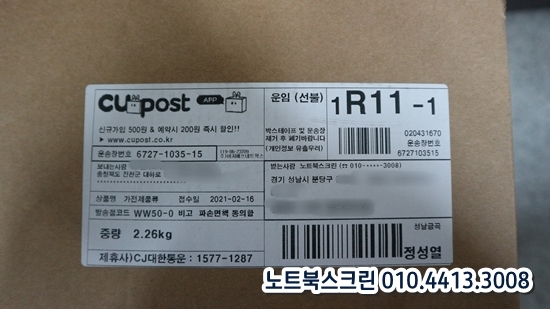 CUpost APP
신규가입 500원 & 예약시 200원 즉시 할인!!
www.cupost.co.kr
운송장번호 6727-1035-15
보내는사람
충청북도 진천군 대하로
상품명 가전제품류 접수일 2021-02-16
발송점코드 WW50-0 비고 파손면책 동의함
중량 2.26kg
제휴사)CJ대한통운 : 1577-1287
운임 (선불)
1R11-1
박스테이프 및 운송장
제거 후 폐기바랍니다
(개인정보 유출우려)
020431670
6727103515
받는사람 노트북스크린 (☎ 010-••••-3008)
경기 성남시 분당구
성남금곡
정성열
노트북스크린 010.4413.3008